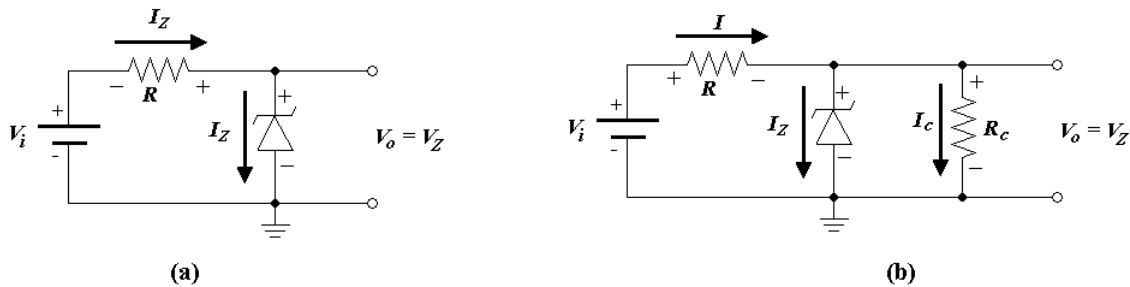 I_Z
− R +
I_Z
+
−
+
V_i
-
V_o = V_Z
(a)
I
+ R −
+
V_i
-
I_Z
+
−
I_c
+
R_c
−
V_o = V_Z
(b)